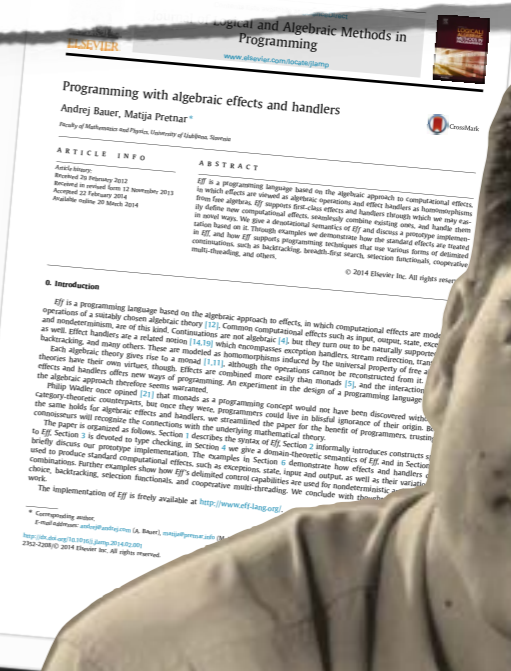 Logical and Algebraic Methods in
Programming
ELSEVIER
www.elsevier.com/locate/jlamp
Programming with algebraic effects and handlers
Andrej Bauer, Matija Pretnar *
CrossMark
Faculty of Mathematics and Physics, University of Ljubljana, Slovenia
ARTICLE INFO
Article history:
Received 20 February 2012
Received in revised form 12 November 2013
Accepted 22 February 2014
Available online 20 March 2014
ABSTRACT
Eff is a programming language based on the algebraic approach to computational effects,
in which effects are viewed as algebraic operations and effect handlers as homomorphisms
from free algebras. Eff supports first-class effects and handlers through which we may eas-
ily define new computational effects, seamlessly combine existing ones, and handle them
in novel ways. We give a denotational semantics of Eff and discuss a prototype implemen-
tation based on it. Through examples we demonstrate how the standard effects are treated
in Eff, and how Eff supports programming techniques that use various forms of delimited
continuations, such as backtracking, breadth-first search, selection functionals, cooperative
multi-threading, and others.
© 2014 Elsevier Inc. All rights
0. Introduction
Eff is a programming language based on the algebraic approach to effects, in which computational effects are
operations of a suitably chosen algebraic theory [12]. Common computational effects such as input, output, state,
and nondeterminism, are of this kind. Continuations are not algebraic [4], but they turn out to be naturally
as well. Effect handlers are a related notion [14,19] which encompasses exception handlers, stream redirection,
backtracking, and many others. These are modeled as homomorphisms induced by the universal property of free
Each algebraic theory gives rise to a monad [1,11], although the operations cannot be reconstructed from it.
theories have their own virtues, though. Effects are combined more easily than monads [5], and the interaction
effects and handlers offers new ways of programming. An experiment in the design of a programming language
the algebraic approach therefore seems warranted.
Philip Wadler once opined [21] that monads as a programming concept would not have been discovered
category-theoretic counterparts, but once they were, programmers could live in blissful ignorance of their origin.
the same holds for algebraic effects and handlers, we streamlined the paper for the benefit of programmers, trusting
connoisseurs will recognize the connections with the underlying mathematical theory.
The paper is organized as follows. Section 1 describes the syntax of Eff, Section 2 informally introduces constructs
to Eff, Section 3 is devoted to type checking, in Section 4 we give a domain-theoretic semantics of Eff, and in Section
briefly discuss our prototype implementation. The examples in Section 6 demonstrate how effects and handlers
used to produce standard computational effects, such as exceptions, state, input and output, as well as their
combinations. Further examples show how Eff's delimited control capabilities are used for nondeterministic
choice, backtracking, selection functionals, and cooperative multi-threading. We conclude with
work.
The implementation of Eff is freely available at http://www.eff-lang.org/.
* Corresponding author.
E-mail addresses: andrej@andrej.com (A. Bauer), matija@pretnar.info
http://dx.doi.org/10.1016/j.jlamp.2014.02.001
2352-2208/© 2014 Elsevier Inc. All rights reserved.